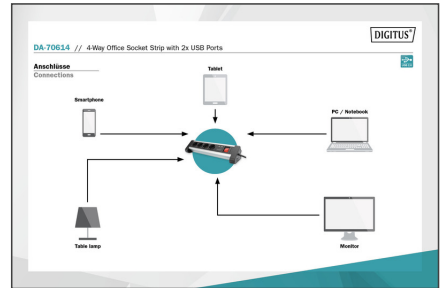 DIGITUS®
DA-70614 // 4-Way Office Socket Strip with 2x USB Ports
Anschlüsse
Connections
Tablet
Smartphone
PC / Notebook
Table lamp
Monitor